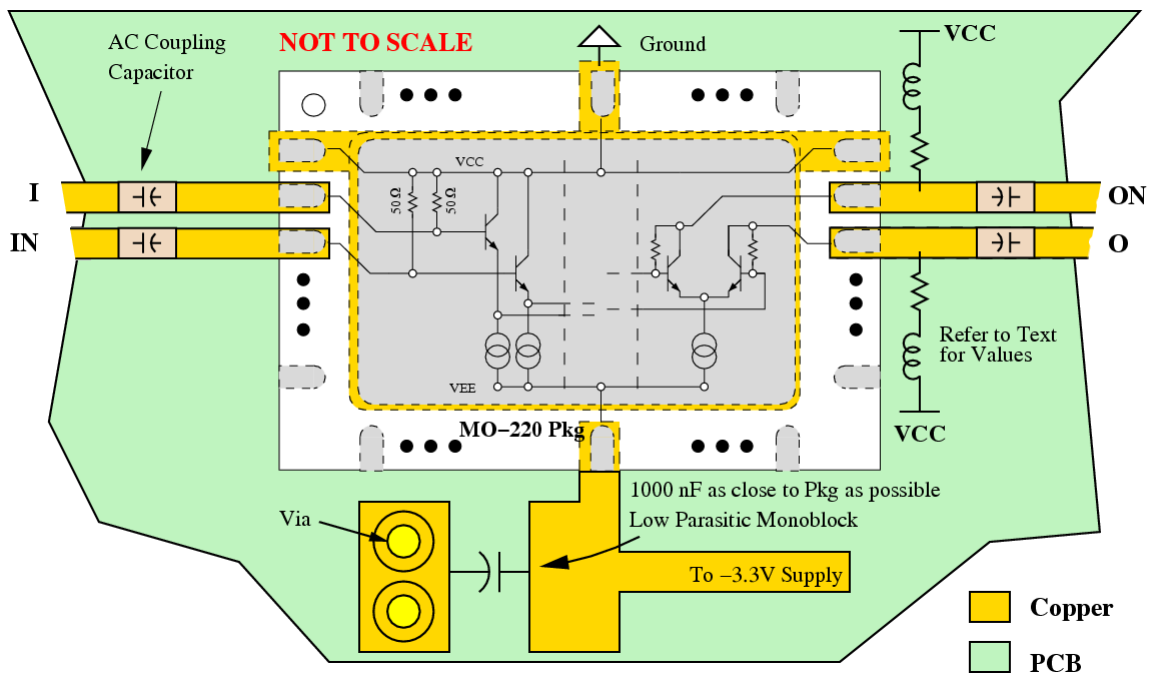 AC Coupling
Capacitor
NOT TO SCALE
Ground
VCC
I
IN
VCC
50 Ω
50 Ω
ON
O
Refer to Text
for Values
VEE
VCC
MO−220 Pkg
1000 nF as close to Pkg as possible
Via
Low Parasitic Monoblock
To −3.3V Supply
Copper
PCB